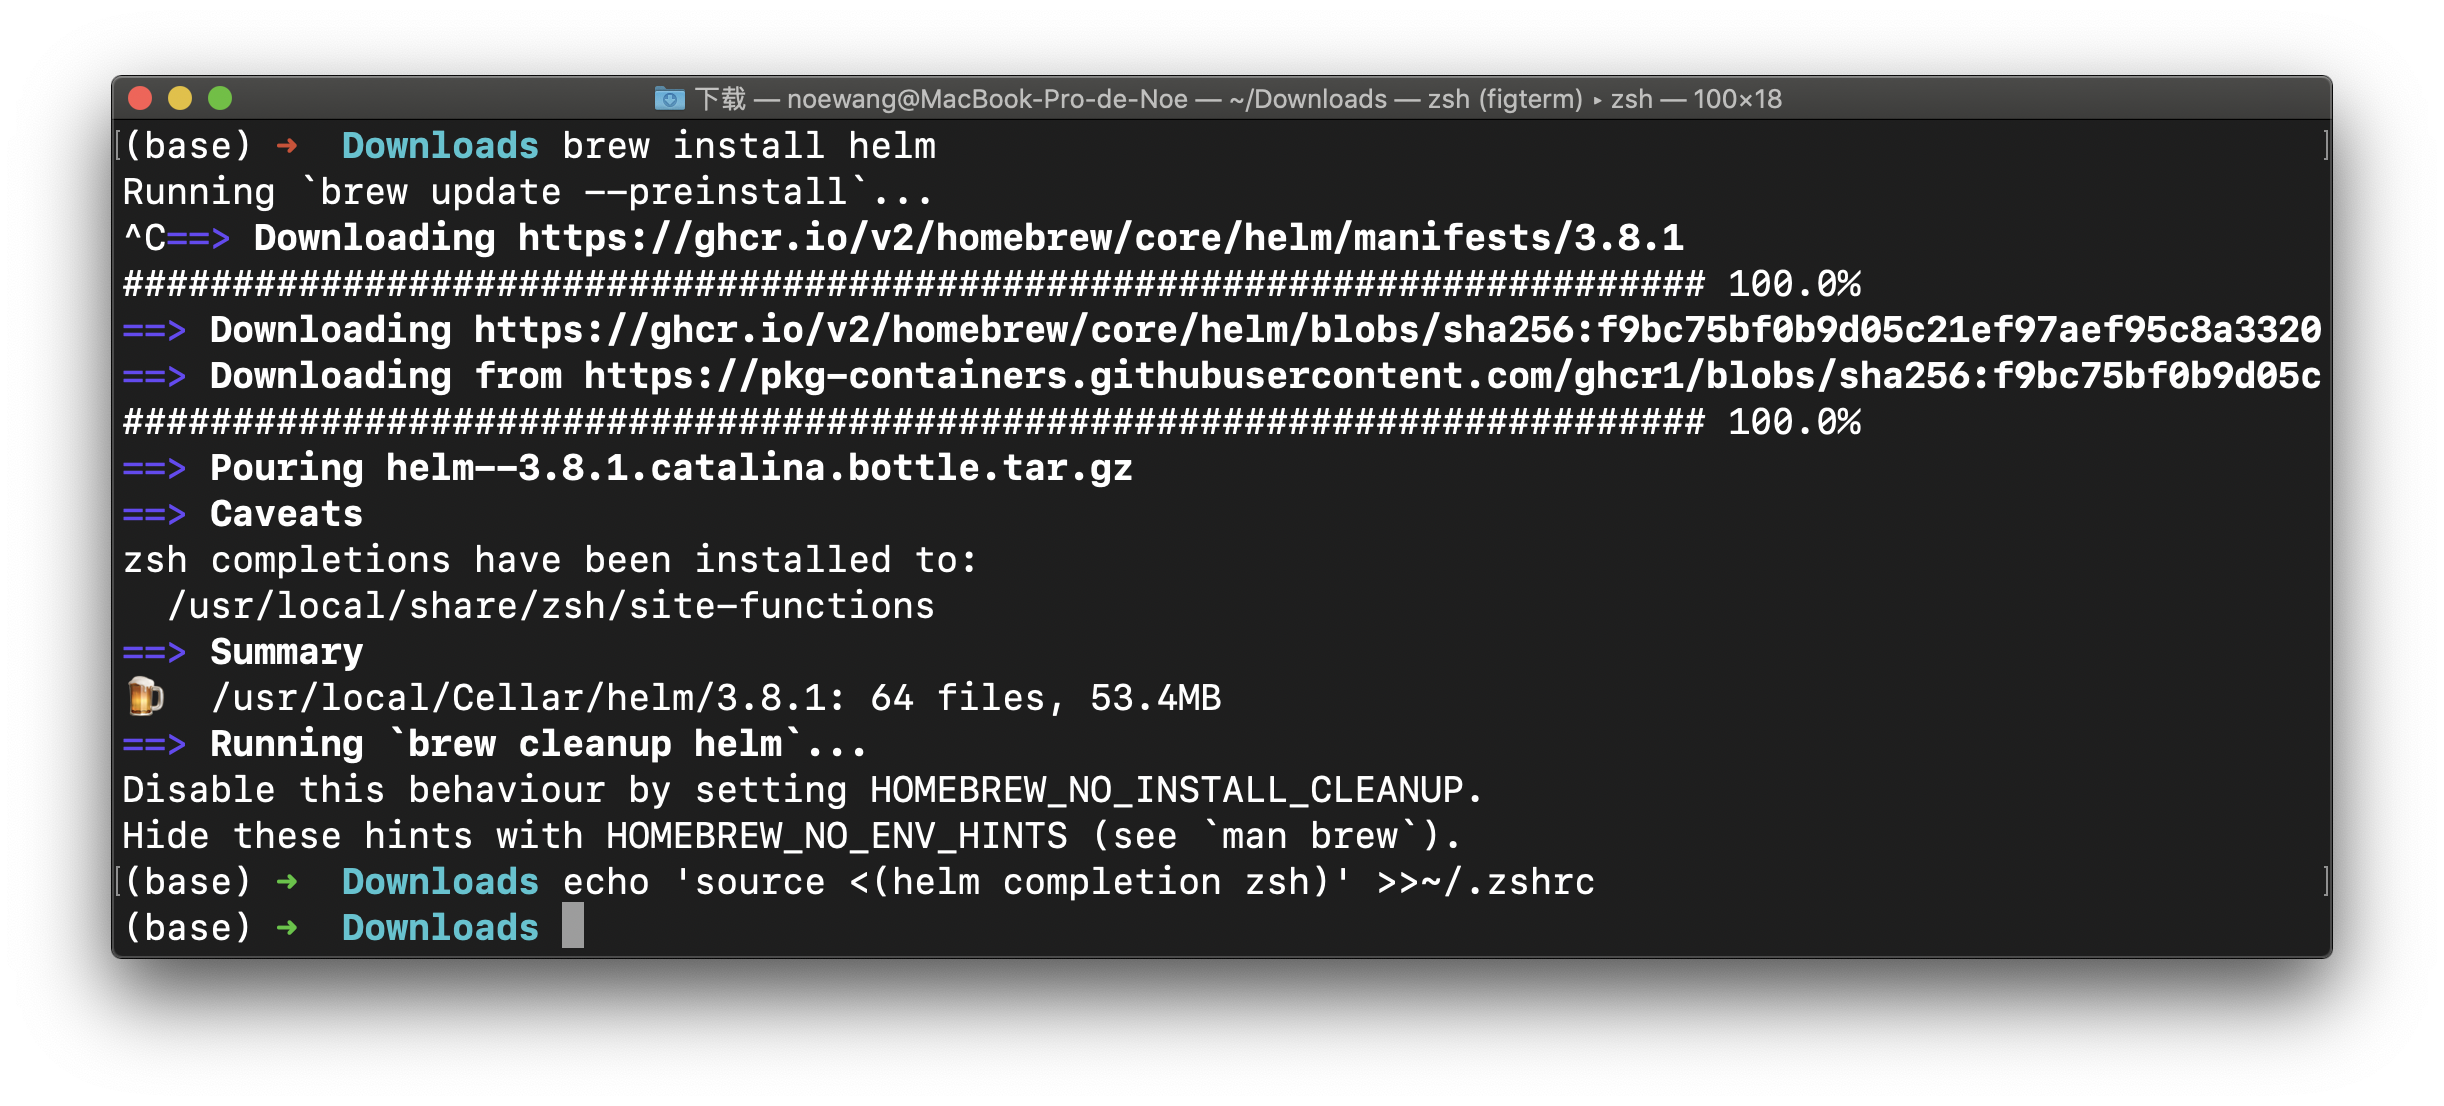 下载 — noewang@MacBook-Pro-de-Noe — ~/Downloads — zsh (figterm) ▸ zsh — 100×18
(base) ➜  Downloads brew install helm
Running `brew update --preinstall`...
^C==> Downloading https://ghcr.io/v2/homebrew/core/helm/manifests/3.8.1
######################################################################## 100.0%
==> Downloading https://ghcr.io/v2/homebrew/core/helm/blobs/sha256:f9bc75bf0b9d05c21ef97aef95c8a3320
==> Downloading from https://pkg-containers.githubusercontent.com/ghcr1/blobs/sha256:f9bc75bf0b9d05c
######################################################################## 100.0%
==> Pouring helm--3.8.1.catalina.bottle.tar.gz
==> Caveats
zsh completions have been installed to:
  /usr/local/share/zsh/site-functions
==> Summary
🍺  /usr/local/Cellar/helm/3.8.1: 64 files, 53.4MB
==> Running `brew cleanup helm`...
Disable this behaviour by setting HOMEBREW_NO_INSTALL_CLEANUP.
Hide these hints with HOMEBREW_NO_ENV_HINTS (see `man brew`).
(base) ➜  Downloads echo 'source <(helm completion zsh)' >>~/.zshrc
(base) ➜  Downloads